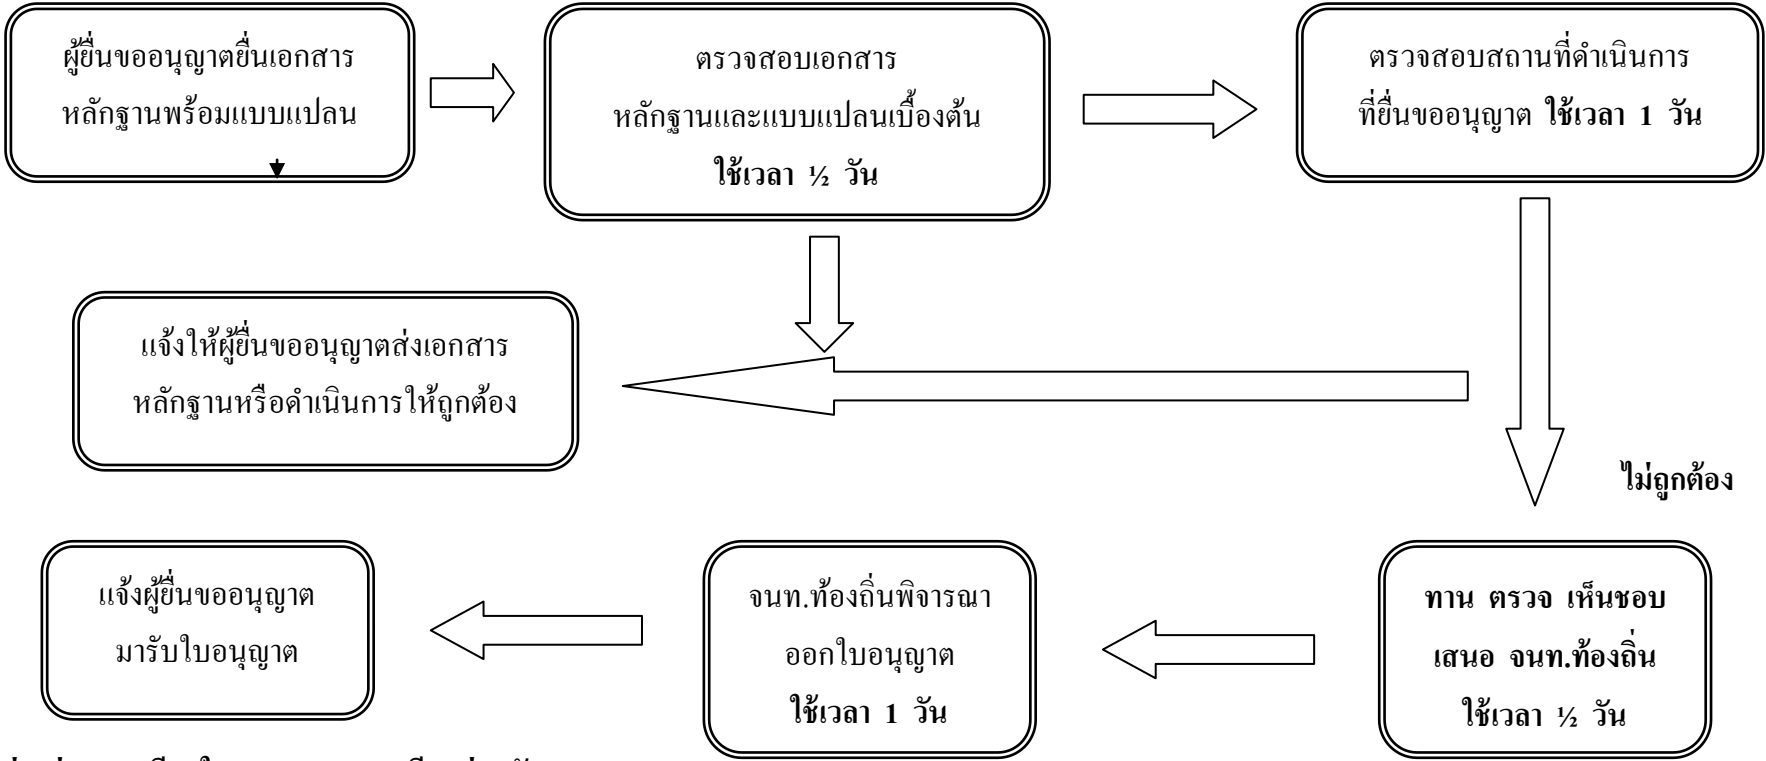 ผู้ยื่นขออนุญาตยื่นเอกสาร
หลักฐานพร้อมแบบแปลน
ตรวจสอบเอกสาร
หลักฐานและแบบแปลนเบื้องต้น
ใช้เวลา ½ วัน
ตรวจสอบสถานที่ดำเนินการ
ที่ยื่นขออนุญาต ใช้เวลา 1 วัน
แจ้งให้ผู้ยื่นขออนุญาตส่งเอกสาร
หลักฐานหรือดำเนินการให้ถูกต้อง
ไม่ถูกต้อง
ทาน ตรวจ เห็นชอบ
เสนอ จนท.ท้องถิ่น
ใช้เวลา ½ วัน
จนท.ท้องถิ่นพิจารณา
ออกใบอนุญาต
ใช้เวลา 1 วัน
แจ้งผู้ยื่นขออนุญาต
มารับใบอนุญาต